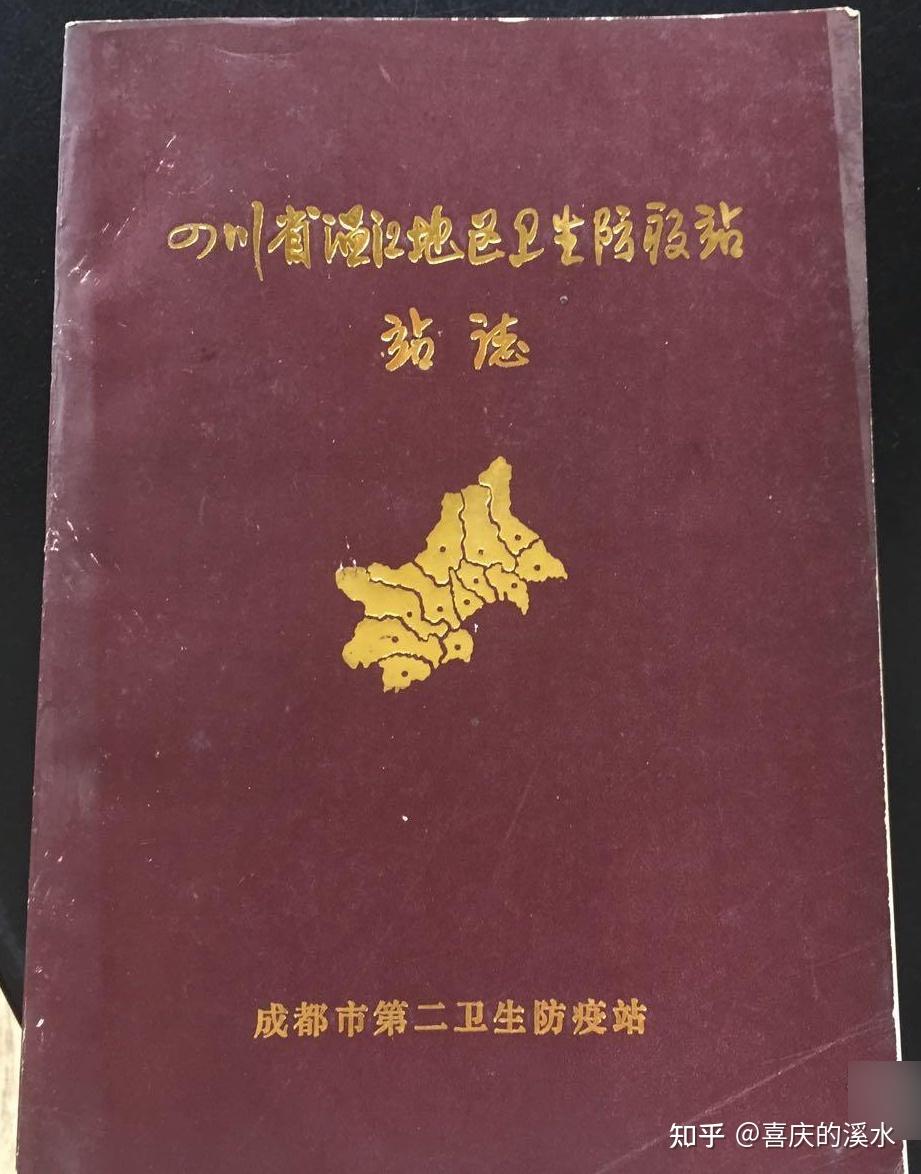 四川省温江地区卫生防疫站
站誌
成都市第二卫生防疫站
知乎 @喜庆的溪水